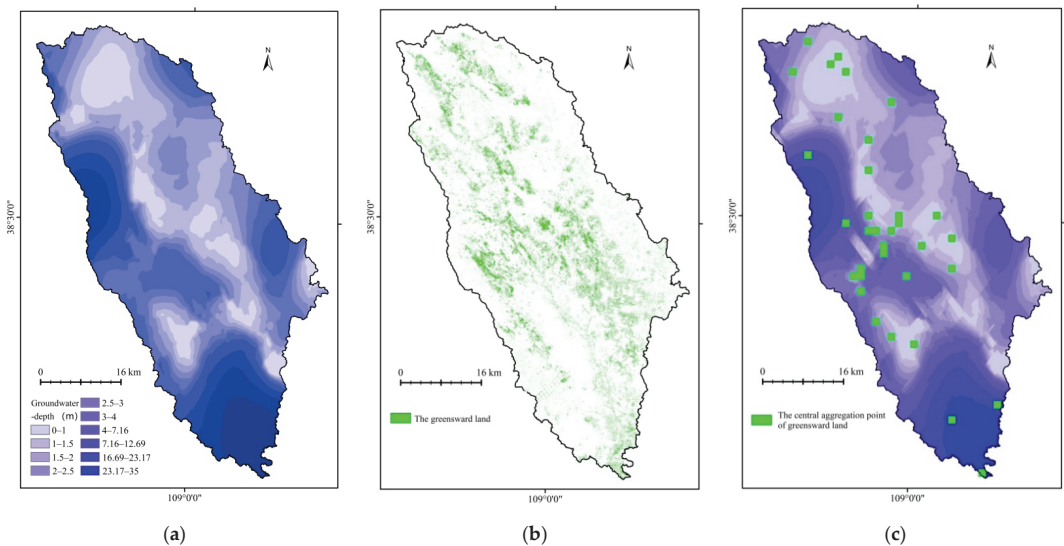 N
38°30'0"
0 16 km
Groundwater
-depth (m)
0–1
1–1.5
1.5–2
2–2.5
2.5–3
3–4
4–7.16
7.16–12.69
16.69–23.17
23.17–35
109°0'0"
(a)
N
38°30'0"
0 16 km
The greensward land
109°0'0"
(b)
N
38°30'0"
0 16 km
The central aggregation point
of greensward land
109°0'0"
(c)